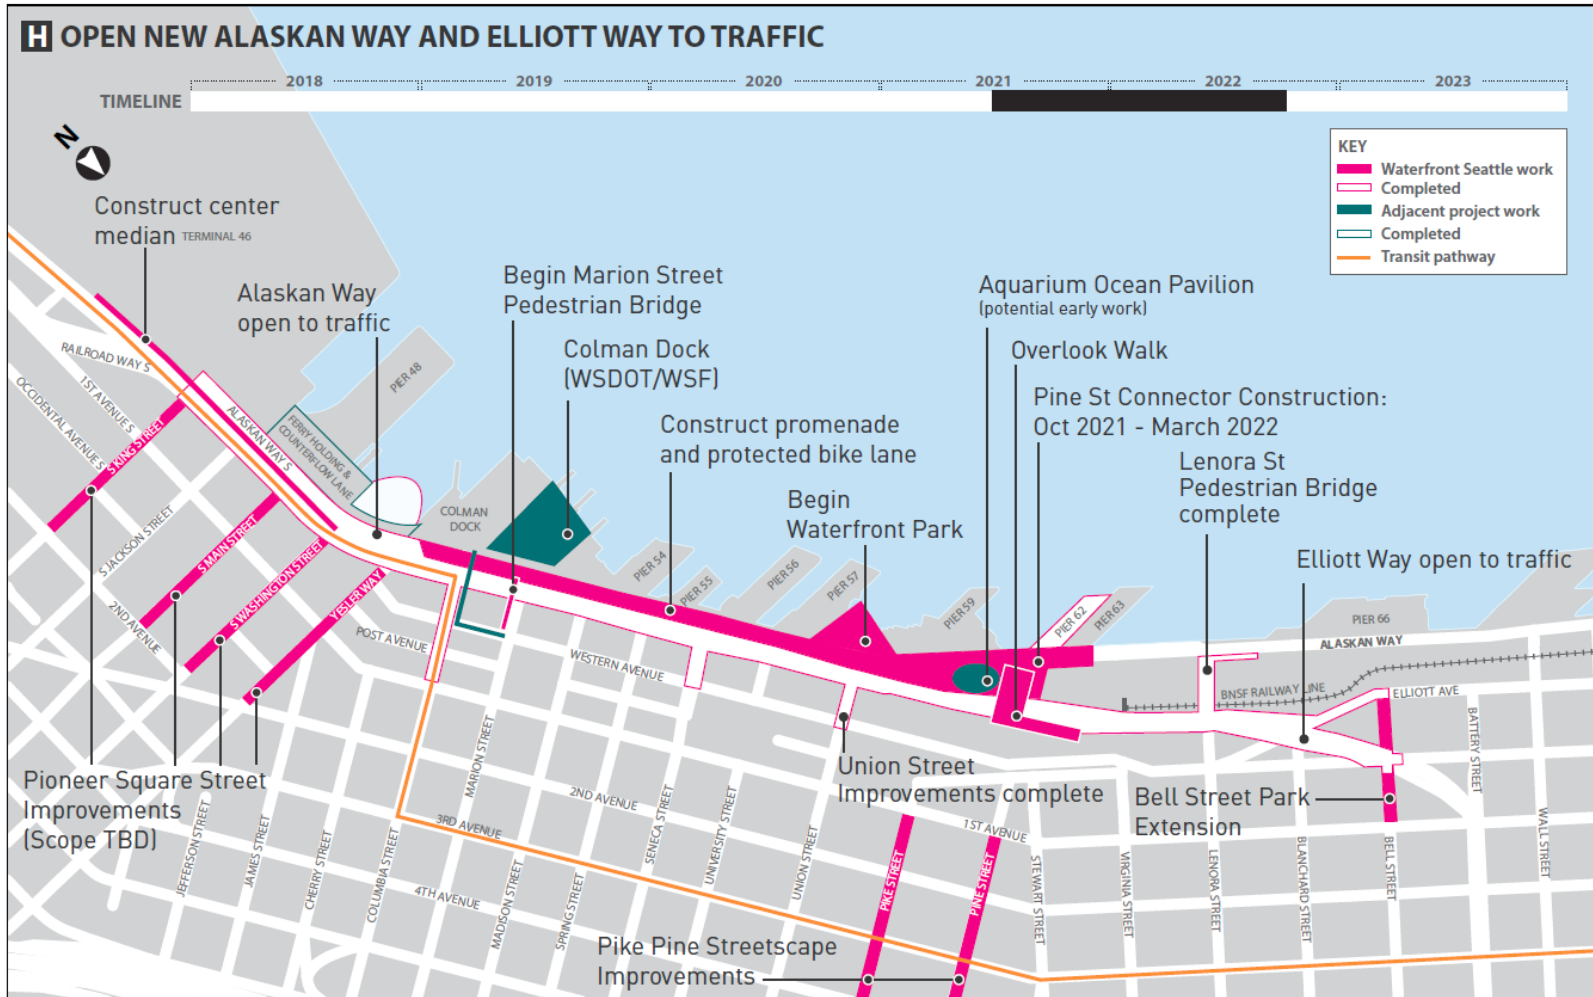 H OPEN NEW ALASKAN WAY AND ELLIOTT WAY TO TRAFFIC
2018 2019 2020 2021 2022 2023
TIMELINE
N
KEY
Waterfront Seattle work
Completed
Adjacent project work
Completed
Transit pathway
Construct center
median
TERMINAL 46
Alaskan Way
open to traffic
Begin Marion Street
Pedestrian Bridge
Colman Dock
(WSDOT/WSF)
Construct promenade
and protected bike lane
Begin
Waterfront Park
Aquarium Ocean Pavilion
(potential early work)
Overlook Walk
Pine St Connector Construction:
Oct 2021 - March 2022
Lenora St
Pedestrian Bridge
complete
Elliott Way open to traffic
RAILROAD WAY S
1ST AVENUE S
OCCIDENTAL AVENUE S
S KING STREET
ALASKAN WAY S
FERRY HOLDING &
COUNTERFLOW LANE
PIER 48
COLMAN
DOCK
PIER 54
PIER 55
PIER 56
PIER 57
PIER 59
PIER 62
PIER 63
PIER 66
ALASKAN WAY
BNSF RAILWAY LINE
ELLIOTT AVE
S JACKSON STREET
S MAIN STREET
S WASHINGTON STREET
YESLER WAY
2ND AVENUE
POST AVENUE
WESTERN AVENUE
Pioneer Square Street
Improvements
(Scope TBD)
Union Street
Improvements complete
Bell Street Park
Extension
Pike Pine Streetscape
Improvements
JEFFERSON STREET
JAMES STREET
CHERRY STREET
COLUMBIA STREET
MARION STREET
MADISON STREET
SPRING STREET
SENECA STREET
UNIVERSITY STREET
UNION STREET
PIKE STREET
PINE STREET
STEWART STREET
VIRGINIA STREET
LENORA STREET
BLANCHARD STREET
BELL STREET
BATTERY STREET
WALL STREET
2ND AVENUE
3RD AVENUE
4TH AVENUE
1ST AVENUE